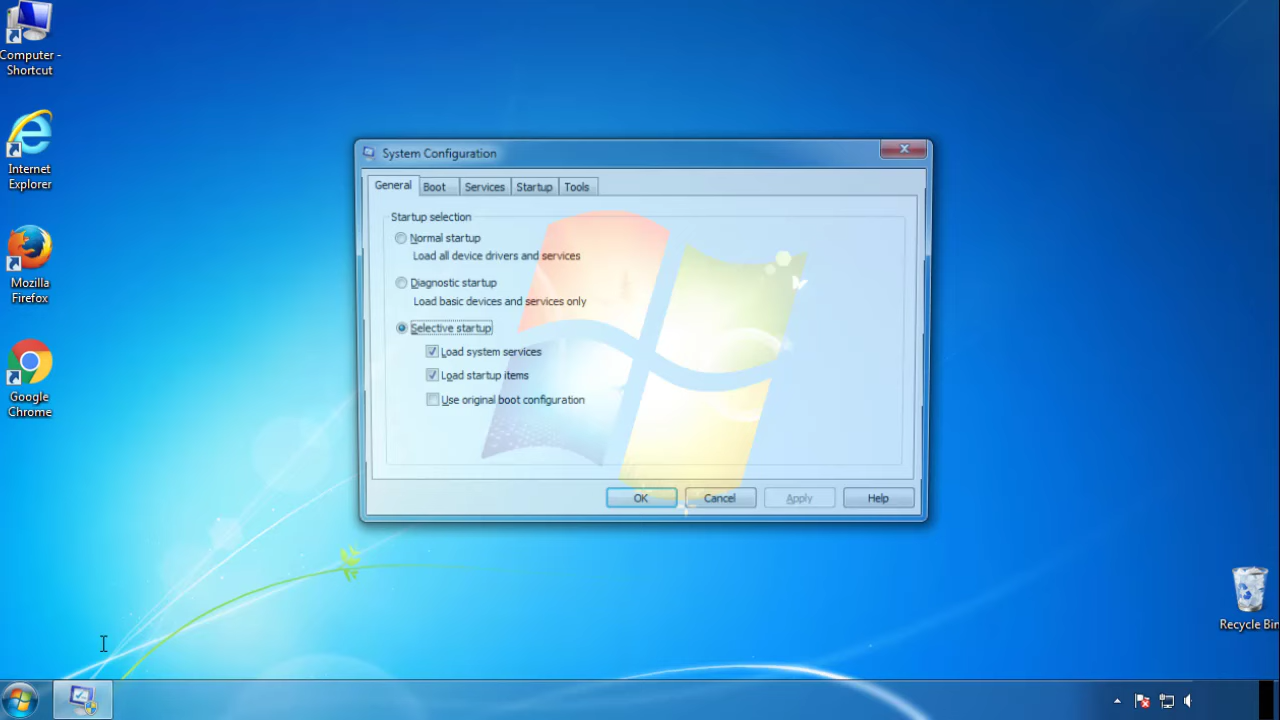 Computer -
Shortcut
Internet
Explorer
Mozilla
Firefox
Google
Chrome
System Configuration
General
Boot
Services
Startup
Tools
Startup selection
Normal startup
Load all device drivers and services
Diagnostic startup
Load basic devices and services only
Selective startup
Load system services
Load startup items
Use original boot configuration
OK
Cancel
Apply
Help
Recycle Bin